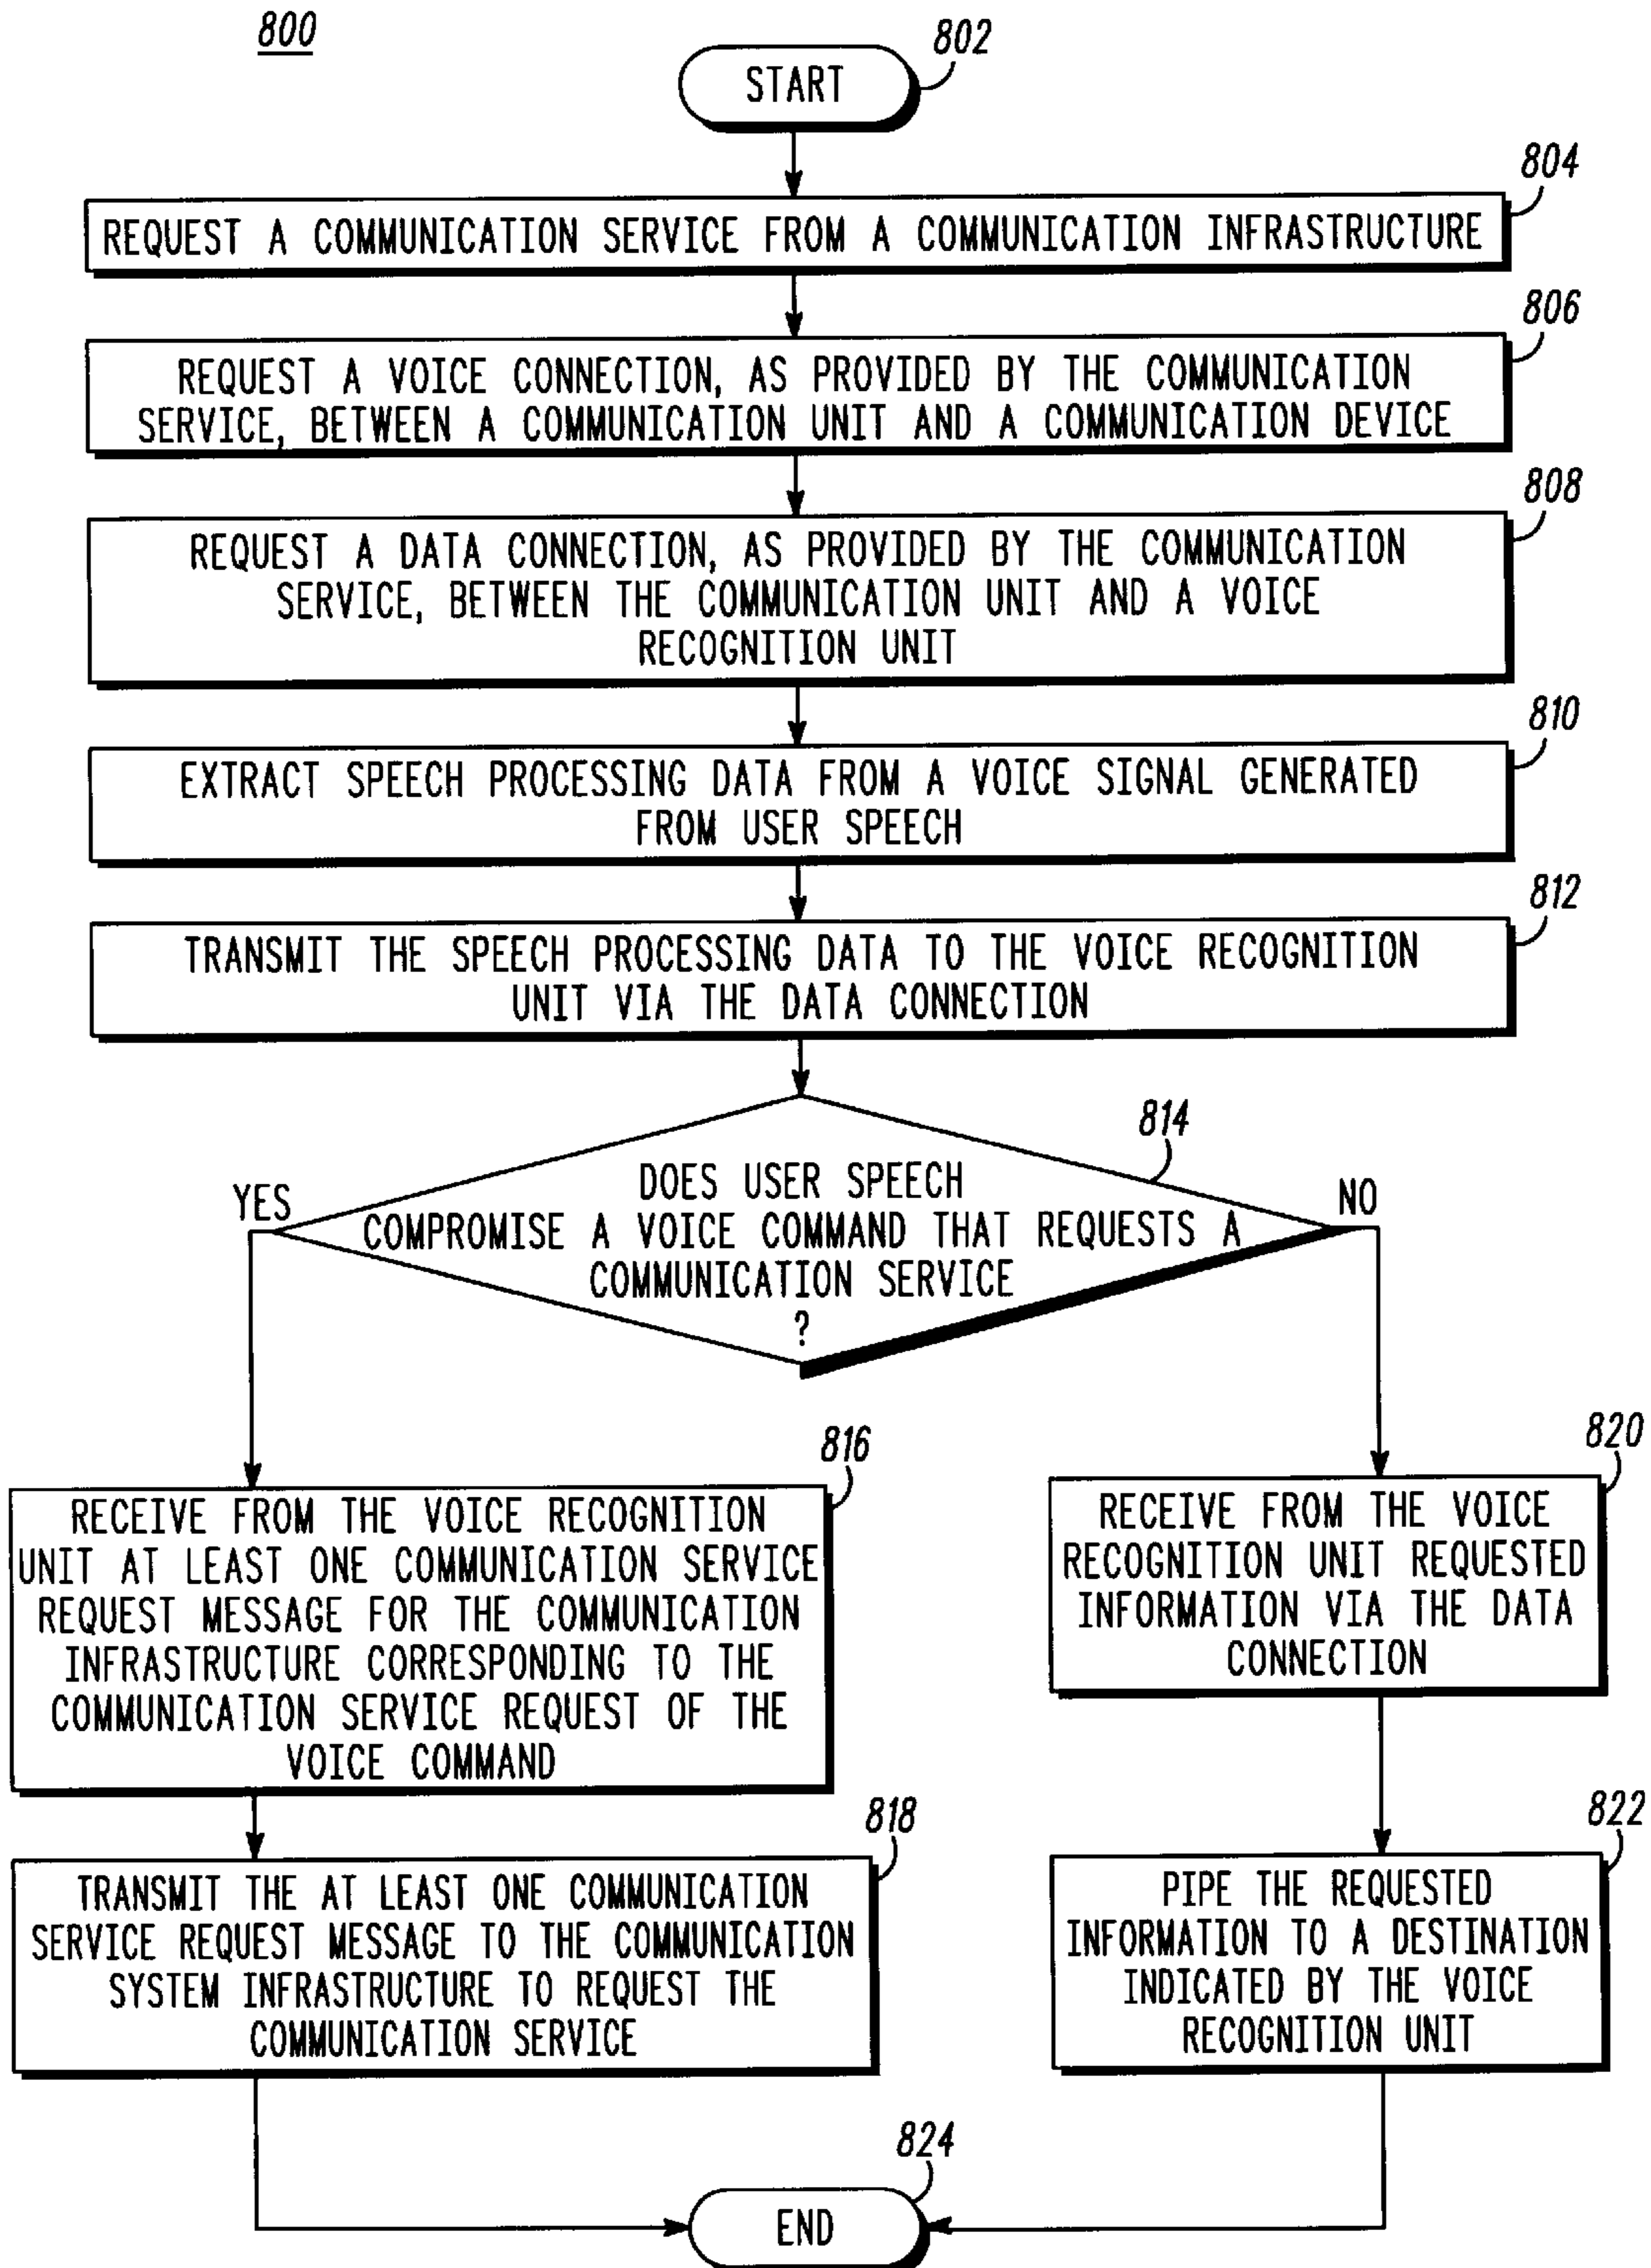 800
START
802
804
REQUEST A COMMUNICATION SERVICE FROM A COMMUNICATION INFRASTRUCTURE
806
REQUEST A VOICE CONNECTION, AS PROVIDED BY THE COMMUNICATION
SERVICE, BETWEEN A COMMUNICATION UNIT AND A COMMUNICATION DEVICE
808
REQUEST A DATA CONNECTION, AS PROVIDED BY THE COMMUNICATION
SERVICE, BETWEEN THE COMMUNICATION UNIT AND A VOICE
RECOGNITION UNIT
810
EXTRACT SPEECH PROCESSING DATA FROM A VOICE SIGNAL GENERATED
FROM USER SPEECH
812
TRANSMIT THE SPEECH PROCESSING DATA TO THE VOICE RECOGNITION
UNIT VIA THE DATA CONNECTION
814
DOES USER SPEECH
COMPROMISE A VOICE COMMAND THAT REQUESTS A
COMMUNICATION SERVICE
?
YES
NO
816
RECEIVE FROM THE VOICE RECOGNITION
UNIT AT LEAST ONE COMMUNICATION SERVICE
REQUEST MESSAGE FOR THE COMMUNICATION
INFRASTRUCTURE CORRESPONDING TO THE
COMMUNICATION SERVICE REQUEST OF THE
VOICE COMMAND
820
RECEIVE FROM THE VOICE
RECOGNITION UNIT REQUESTED
INFORMATION VIA THE DATA
CONNECTION
818
TRANSMIT THE AT LEAST ONE COMMUNICATION
SERVICE REQUEST MESSAGE TO THE COMMUNICATION
SYSTEM INFRASTRUCTURE TO REQUEST THE
COMMUNICATION SERVICE
822
PIPE THE REQUESTED
INFORMATION TO A DESTINATION
INDICATED BY THE VOICE
RECOGNITION UNIT
824
END